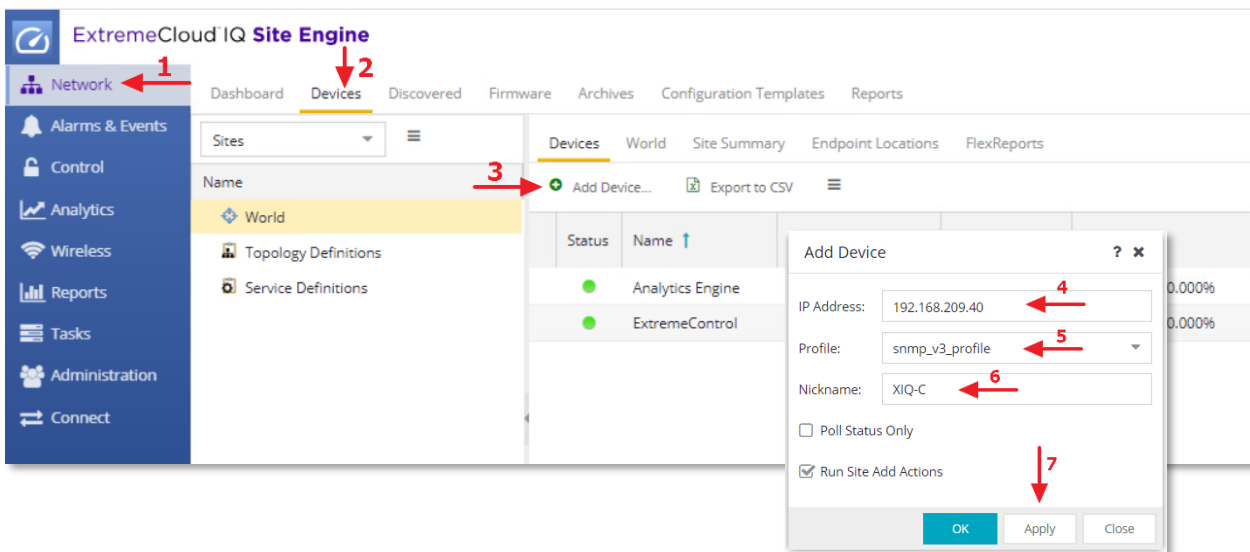 ExtremeCloud IQ Site Engine
1
2
Network
Alarms & Events
Control
Analytics
Wireless
Reports
Tasks
Administration
Connect
Dashboard Devices Discovered Firmware Archives Configuration Templates Reports
Sites
Name
World
Topology Definitions
Service Definitions
Devices World Site Summary Endpoint Locations FlexReports
3
Add Device... Export to CSV
Status Name
Analytics Engine 0.000%
ExtremeControl 0.000%
Add Device ?
IP Address: 192.168.209.40 4
Profile: snmp_v3_profile 5
Nickname: XIQ-C 6
Poll Status Only
Run Site Add Actions
7
OK Apply Close